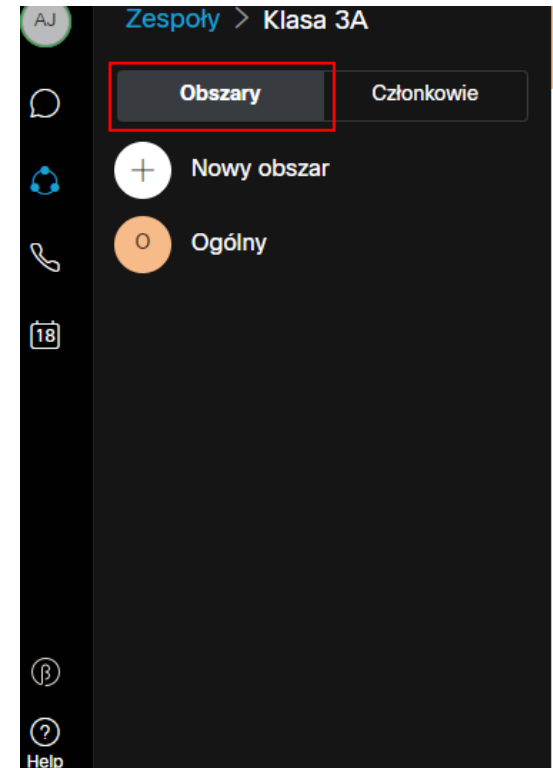 AJ
Zespoły > Klasa 3A
Obszary
Członkowie
+ Nowy obszar
O
Ogólny
18
β
?
Help